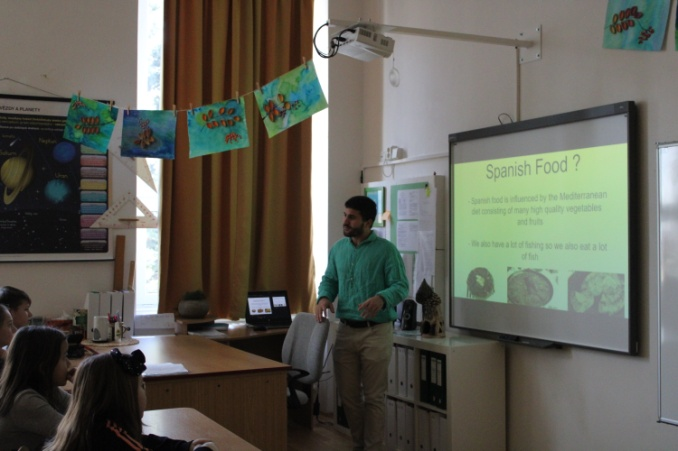 Spanish Food ?
-Spanish food is influenced by the Mediterranean
diet consisting of many high quality vegetables
and fruits
-We also have a lot of fishing so we also eat a lot
of fish